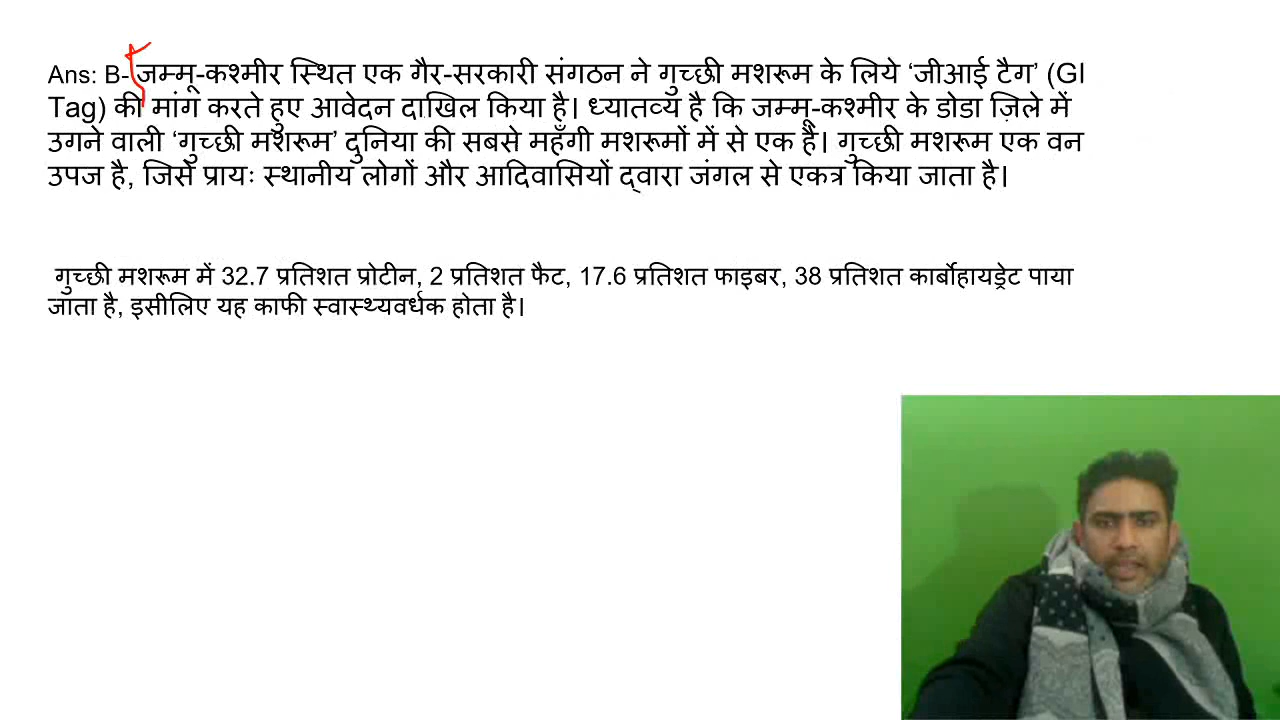 Ans: B- जम्मू-कश्मीर स्थित एक गैर-सरकारी संगठन ने गुच्छी मशरूम के लिये ‘जीआई टैग’ (GI
Tag) की मांग करते हुए आवेदन दाखिल किया है। ध्यातव्य है कि जम्मू-कश्मीर के डोडा ज़िले में
उगने वाली ‘गुच्छी मशरूम’ दुनिया की सबसे महँगी मशरूमों में से एक है। गुच्छी मशरूम एक वन
उपज है, जिसे प्रायः स्थानीय लोगों और आदिवासियों द्वारा जंगल से एकत्र किया जाता है।
गुच्छी मशरूम में 32.7 प्रतिशत प्रोटीन, 2 प्रतिशत फैट, 17.6 प्रतिशत फाइबर, 38 प्रतिशत कार्बोहायड्रेट पाया
जाता है, इसीलिए यह काफी स्वास्थ्यवर्धक होता है।